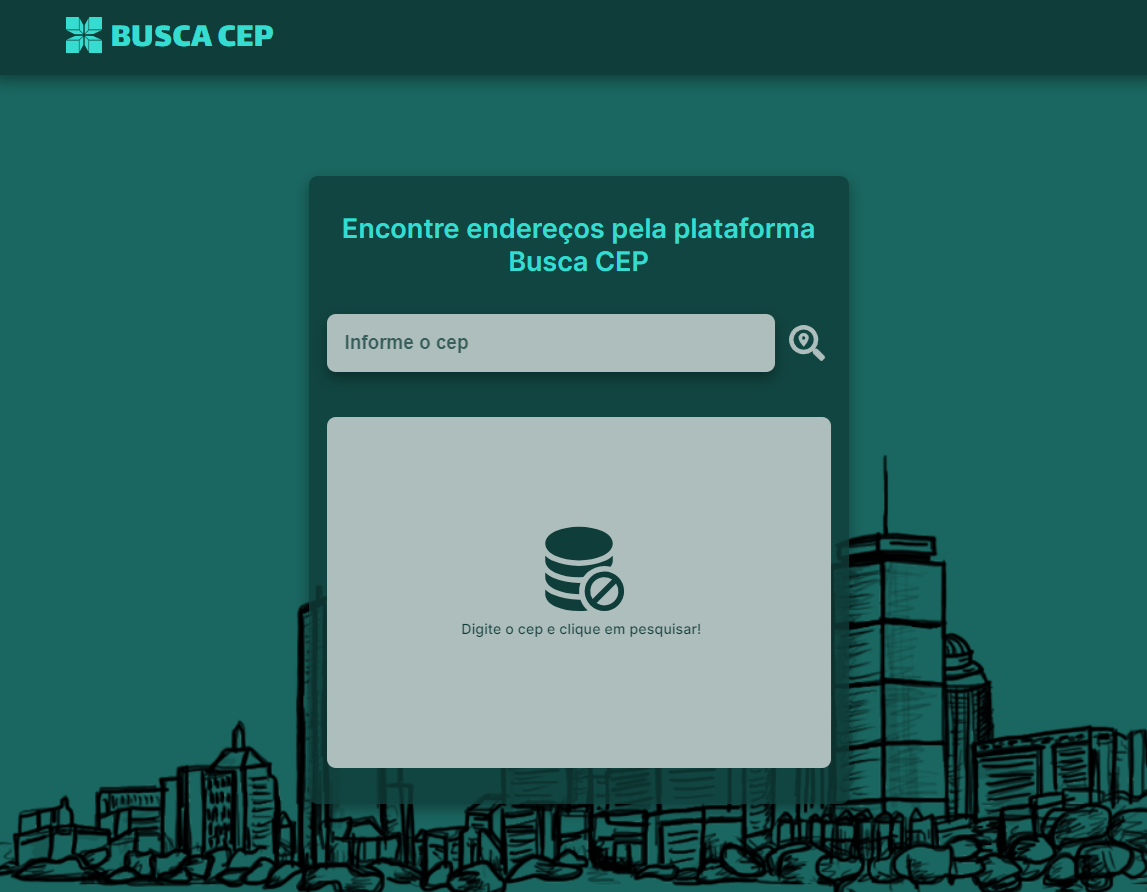 BUSCA CEP
Encontre endereços pela plataforma
Busca CEP
Informe o cep
Digite o cep e clique em pesquisar!